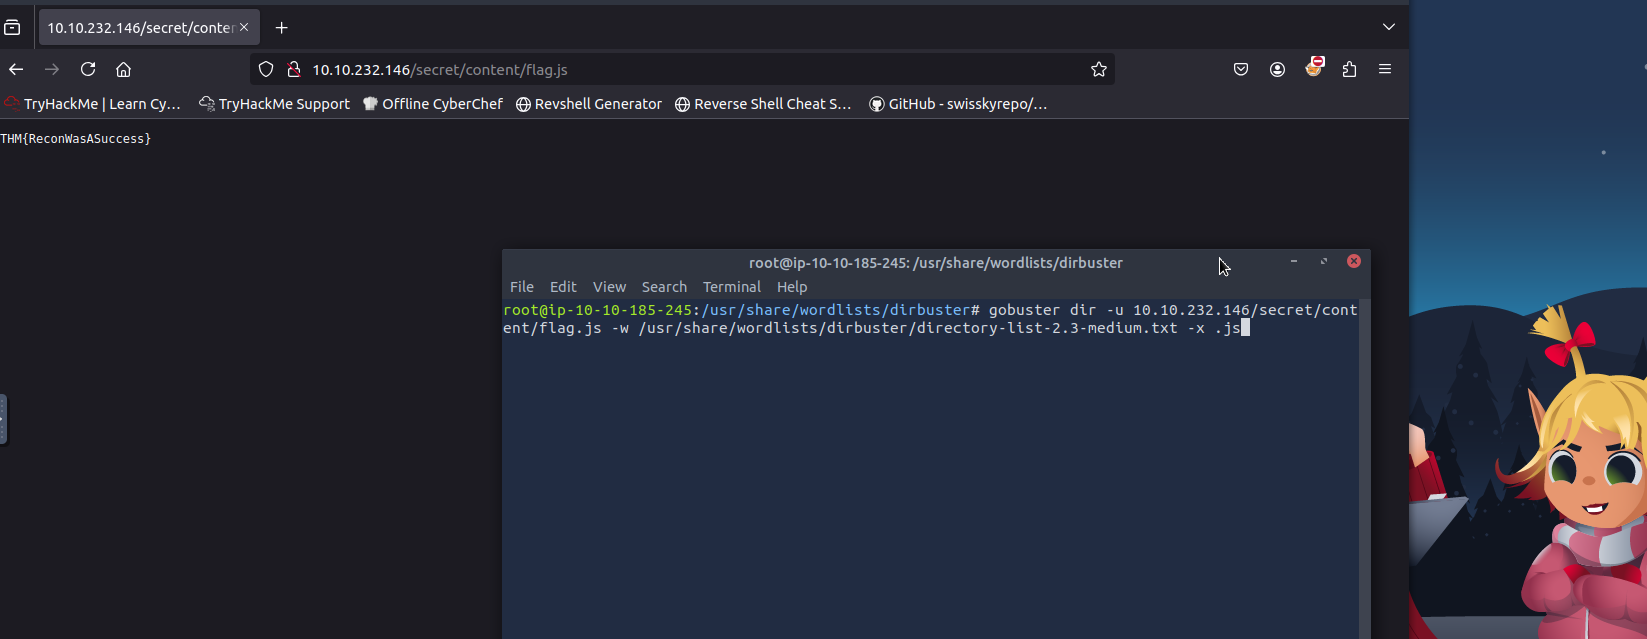 10.10.232.146/secret/conter
10.10.232.146/secret/content/flag.js
TryHackMe | Learn Cy... TryHackMe Support Offline CyberChef Revshell Generator Reverse Shell Cheat S... GitHub - swisskyrepo/...
THM{ReconWasASuccess}
root@ip-10-10-185-245: /usr/share/wordlists/dirbuster
File Edit View Search Terminal Help
root@ip-10-10-185-245:/usr/share/wordlists/dirbuster# gobuster dir -u 10.10.232.146/secret/cont
ent/flag.js -w /usr/share/wordlists/dirbuster/directory-list-2.3-medium.txt -x .js